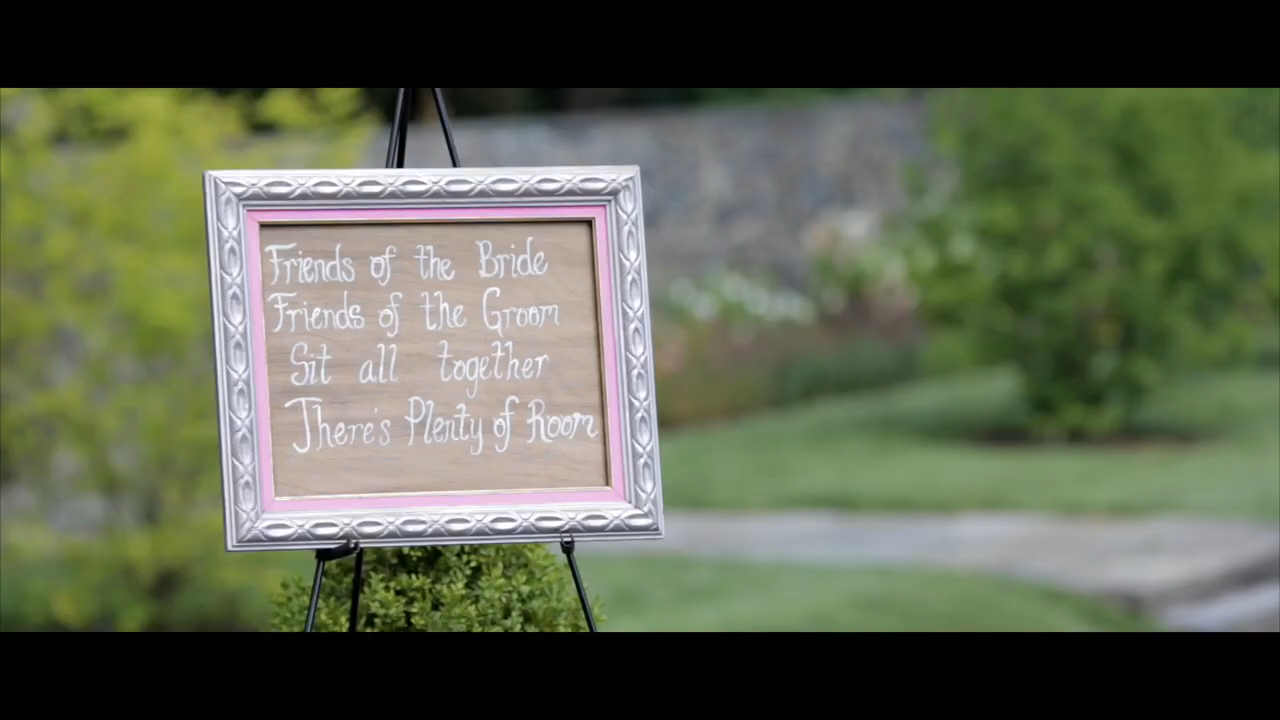 Friends of the Bride
Friends of the Groom
Sit all together
There's Plenty of Room